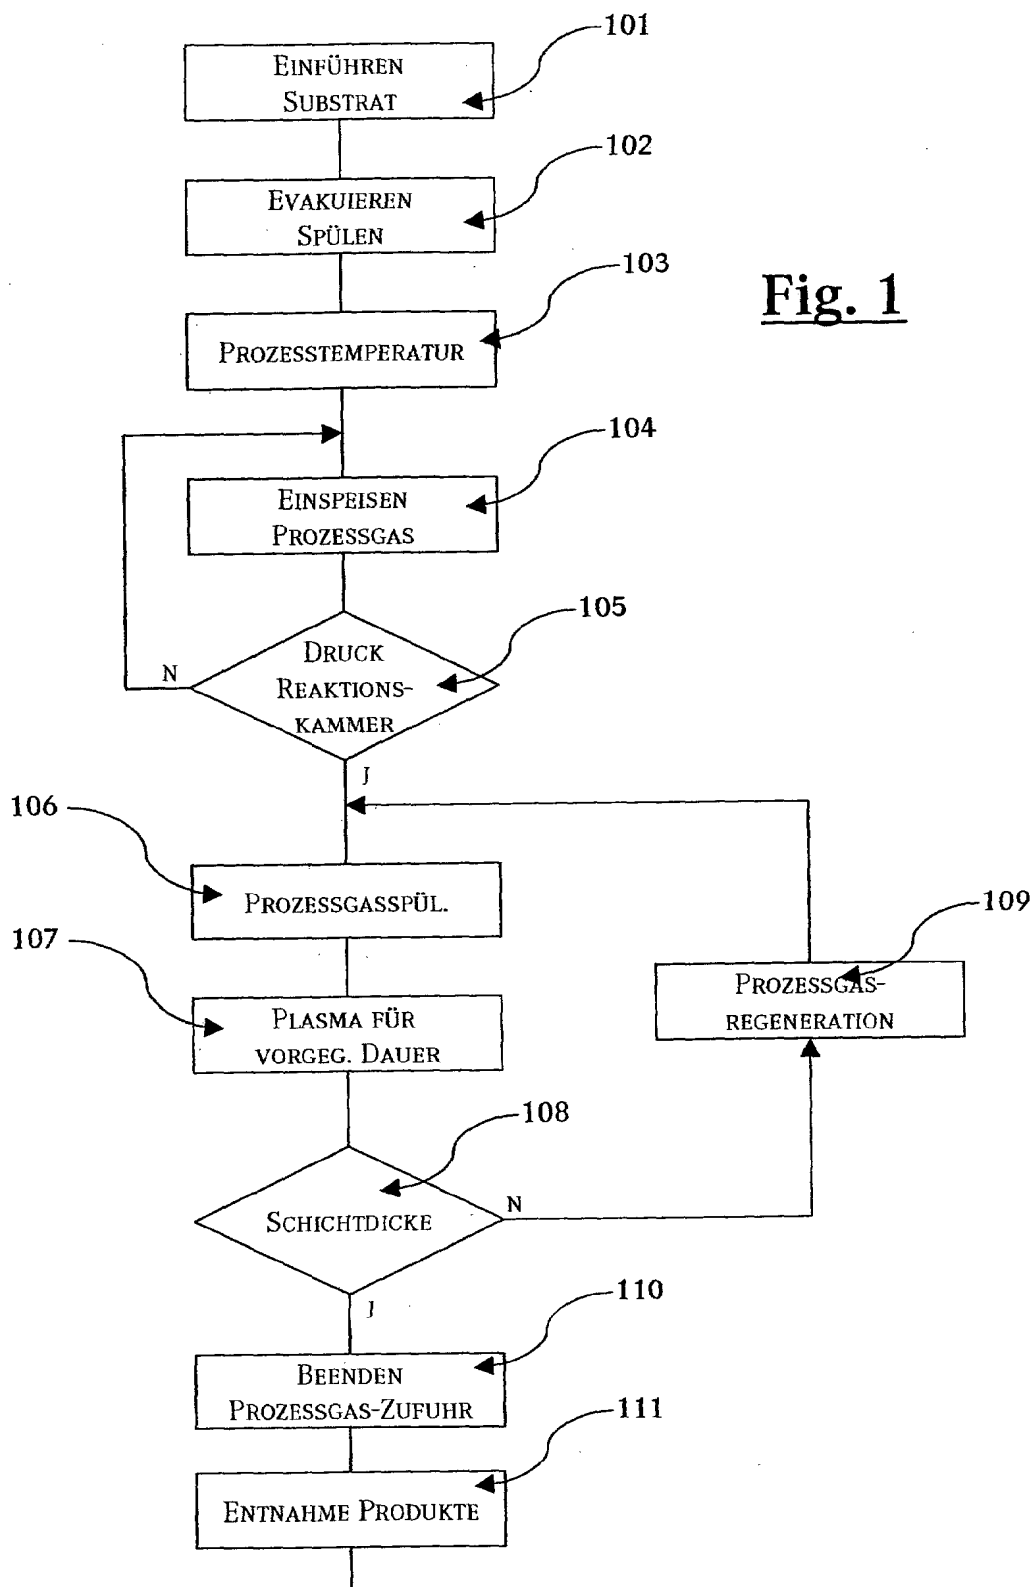 101
EINFÜHREN
SUBSTRAT
102
EVAKUIEREN
SPÜLEN
103
Fig. 1
PROZESSTEMPERATUR
104
EINSPEISEN
PROZESSGAS
105
DRUCK
REAKTIONS-
KAMMER
N
J
106
PROZESSGASSPÜL.
109
107
PROZESSGAS-
REGENERATION
PLASMA FÜR
VORGEG. DAUER
108
SCHICHTDICKE
N
J
110
BEENDEN
PROZESSGAS-ZUFUHR
111
ENTNAHME PRODUKTE